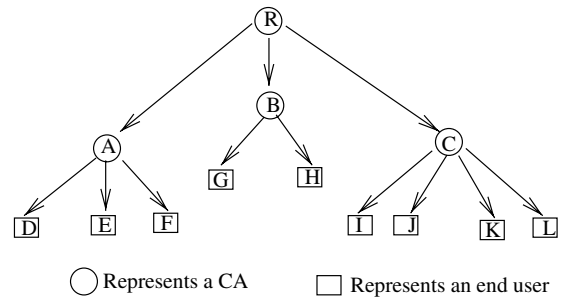 R
B
A
C
G H
D E F I J K L
Represents a CA
Represents an end user